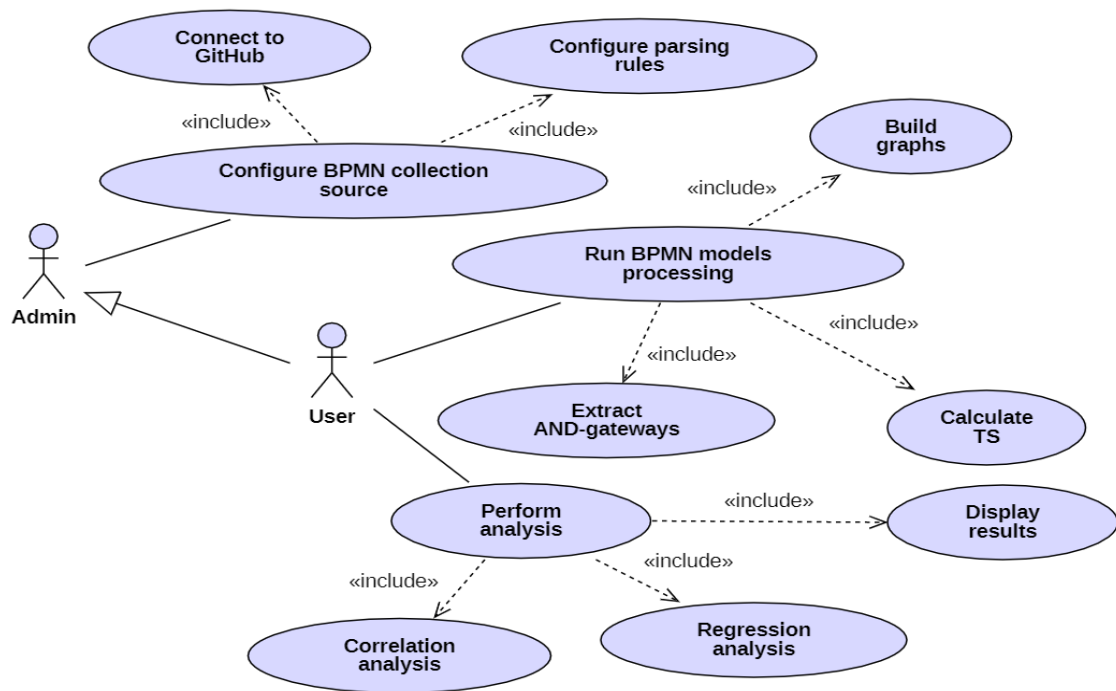 Connect to
GitHub
Configure parsing
rules
«include»
«include»
Build
graphs
Configure BPMN collection
source
«include»
Run BPMN models
processing
Admin
«include»
«include»
User
Extract
AND-gateways
Calculate
TS
Perform
analysis
«include»
Display
results
«include»
«include»
Correlation
analysis
Regression
analysis